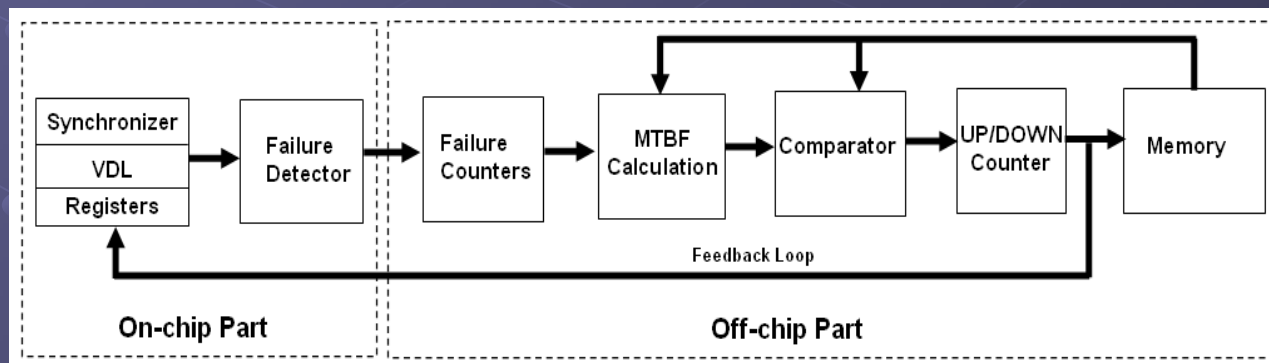 Synchronizer
VDL
Registers
Failure
Detector
Failure
Counters
MTBF
Calculation
Comparator
UP/DOWN
Counter
Memory
Feedback Loop
On-chip Part
Off-chip Part